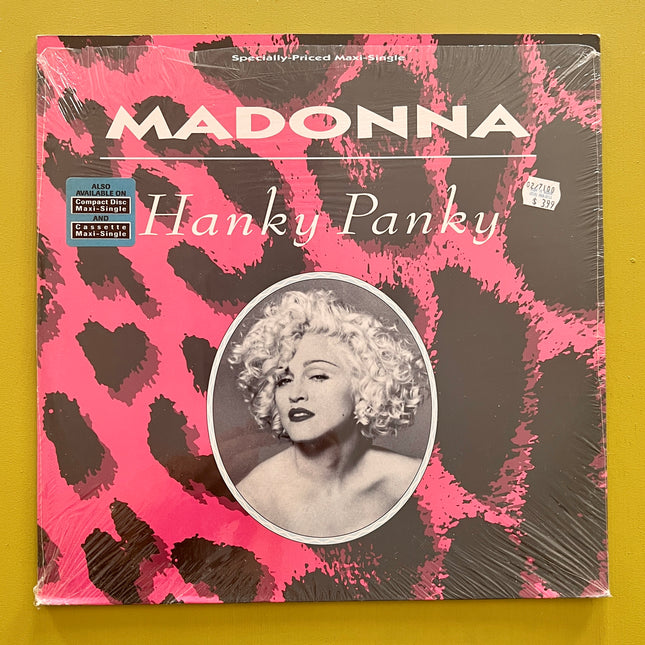 Specially-Priced Maxi-Single
MADONNA
ALSO
AVAILABLE ON
Compact Disc
Maxi-Single
AND
Cassette
Maxi-Single
Hanky Panky
$ 399